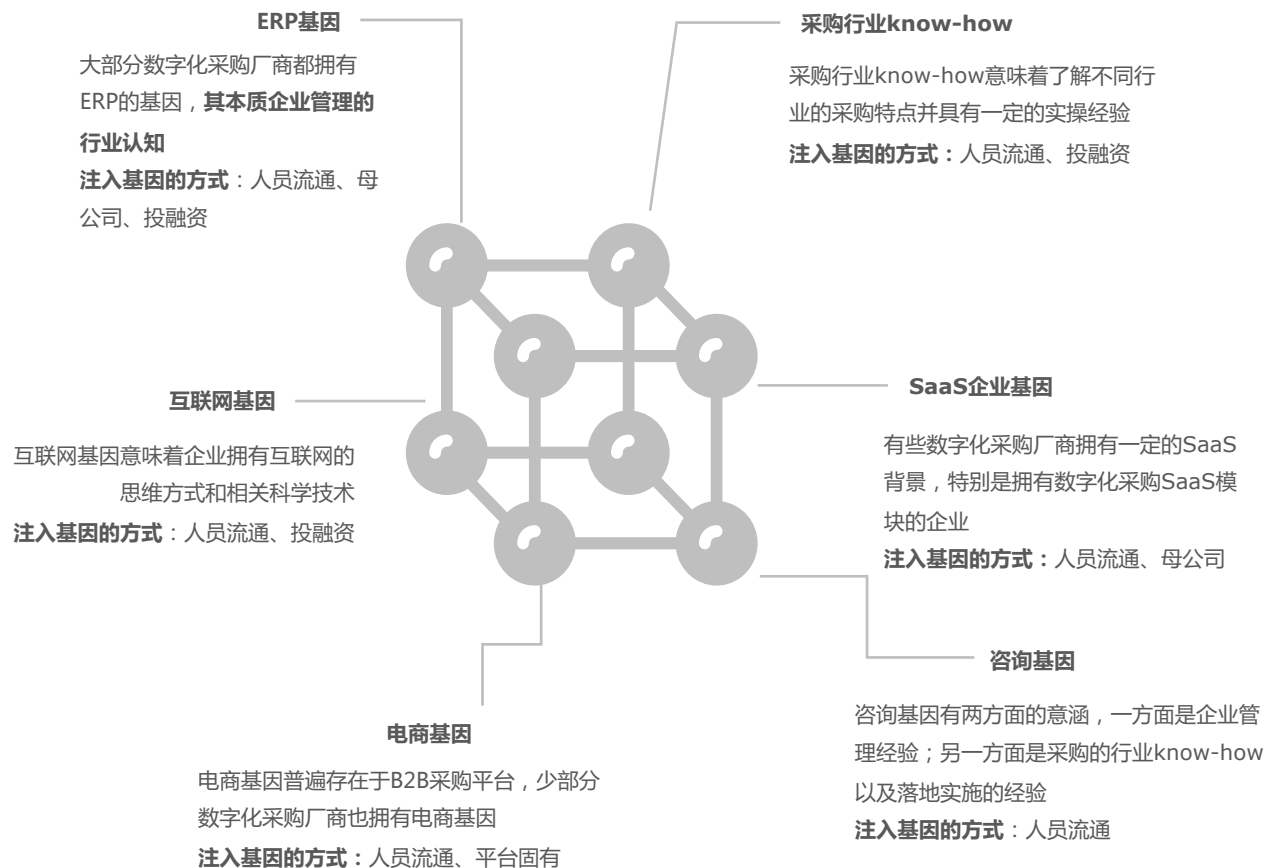 ERP基因
大部分数字化采购厂商都拥有
ERP的基因，其本质企业管理的
行业认知
注入基因的方式：人员流通、母
公司、投融资
采购行业know-how
采购行业know-how意味着了解不同行
业的采购特点并具有一定的实操经验
注入基因的方式：人员流通、投融资
互联网基因
互联网基因意味着企业拥有互联网的
思维方式和相关科学技术
注入基因的方式：人员流通、投融资
SaaS企业基因
有些数字化采购厂商拥有一定的SaaS
背景，特别是拥有数字化采购SaaS模
块的企业
注入基因的方式：人员流通、母公司
电商基因
电商基因普遍存在于B2B采购平台，少部分
数字化采购厂商也拥有电商基因
注入基因的方式：人员流通、平台固有
咨询基因
咨询基因有两方面的意涵，一方面是企业管
理经验；另一方面是采购的行业know-how
以及落地实施的经验
注入基因的方式：人员流通